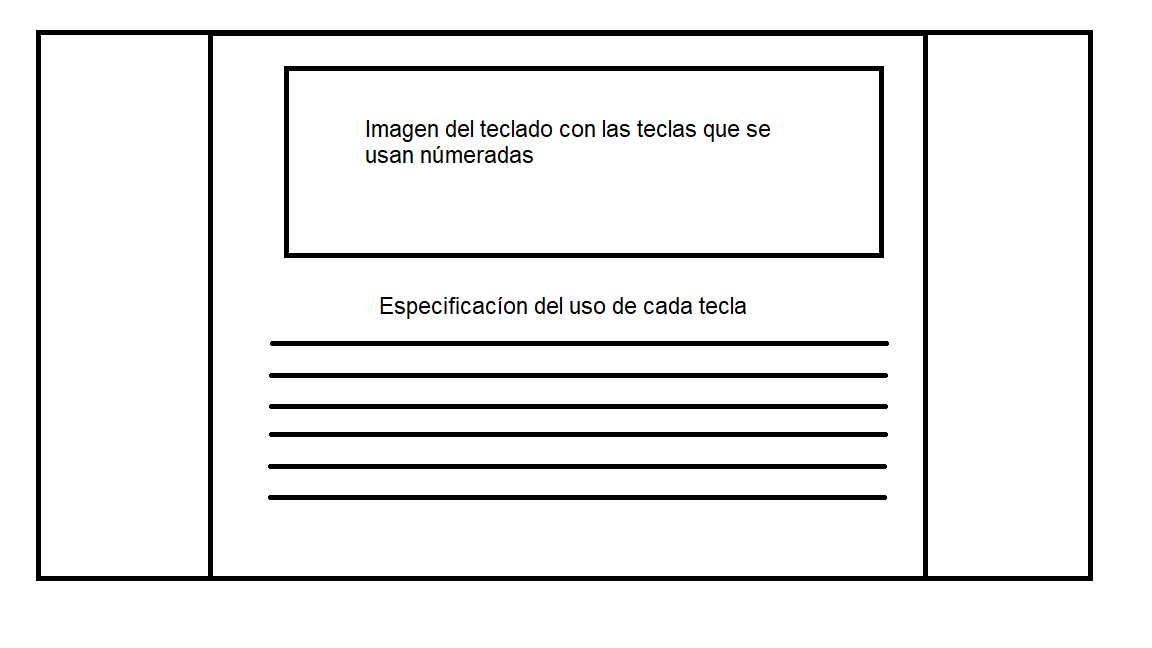 Imagen del teclado con las teclas que se
usan númeradas
Especificacíon del uso de cada tecla